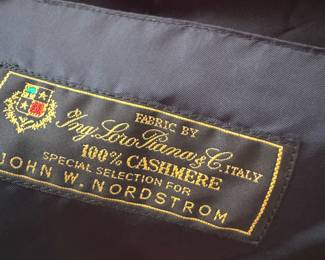 FABRIC BY
Ing. Loro Piana & C. ITALY
100% CASHMERE
SPECIAL SELECTION FOR
JOHN W. NORDSTROM